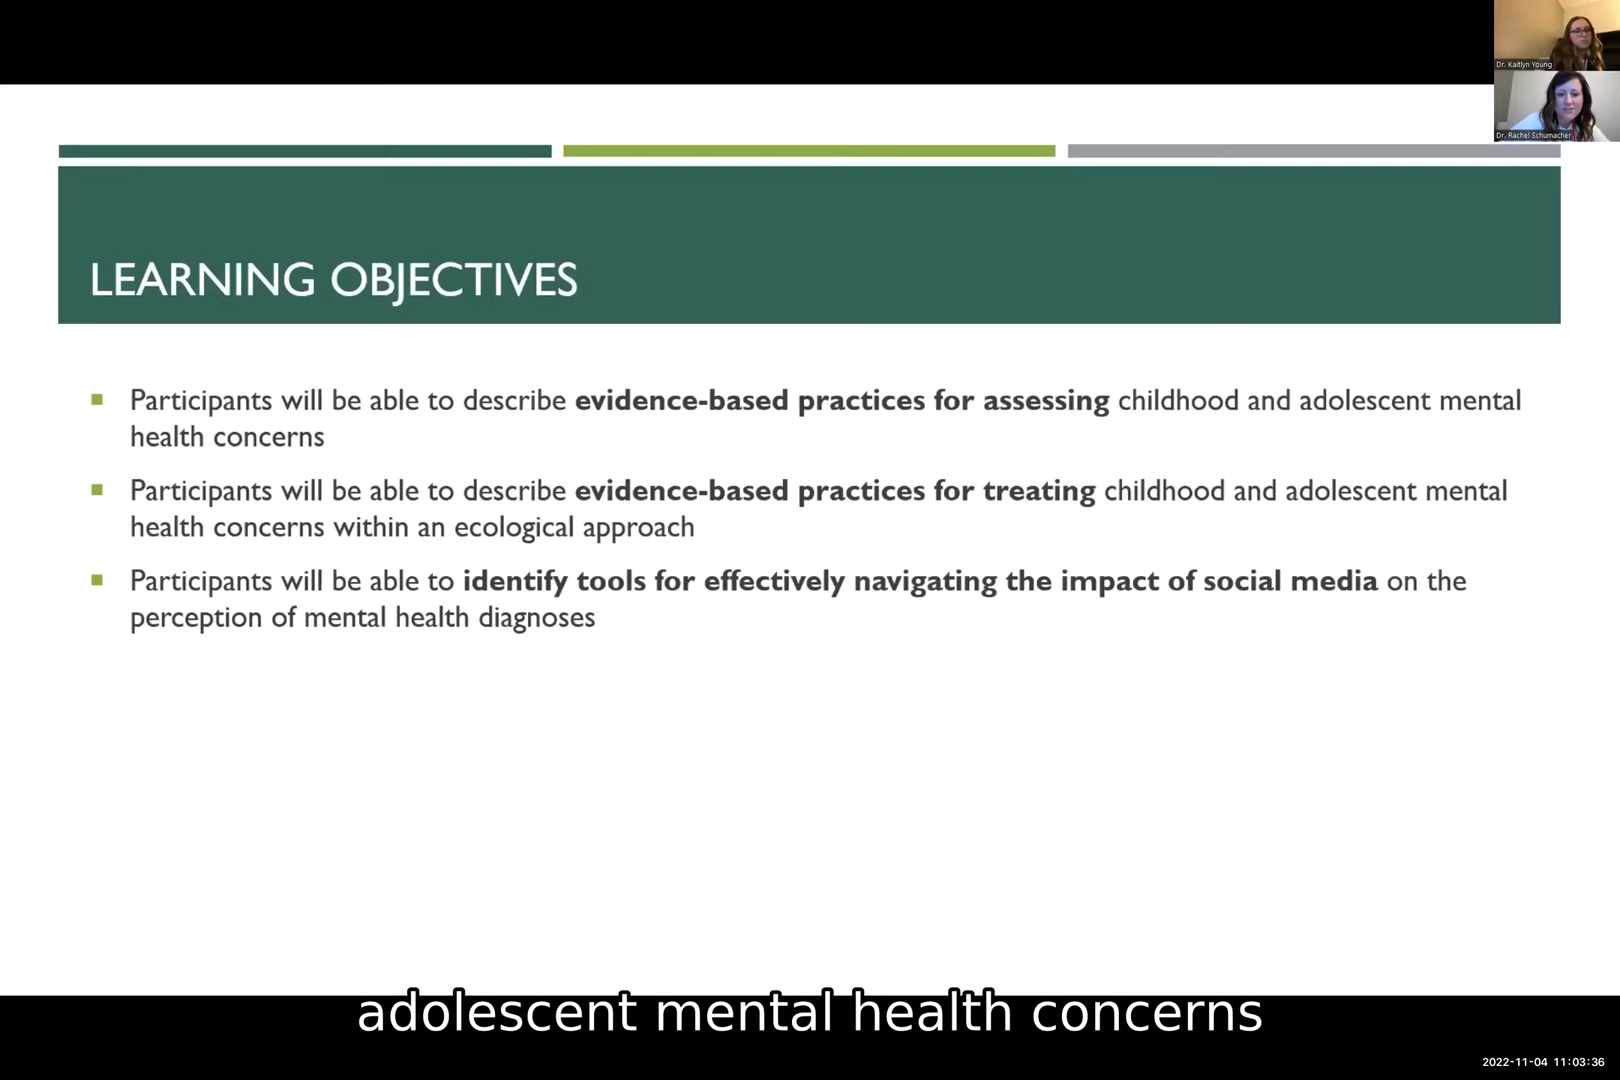 Dr. Kaitlyn Young
Dr. Rachel Schumacher
LEARNING OBJECTIVES
Participants will be able to describe evidence-based practices for assessing childhood and adolescent mental
health concerns
Participants will be able to describe evidence-based practices for treating childhood and adolescent mental
health concerns within an ecological approach
Participants will be able to identify tools for effectively navigating the impact of social media on the
perception of mental health diagnoses
adolescent mental health concerns
2022-11-04 11:03:36